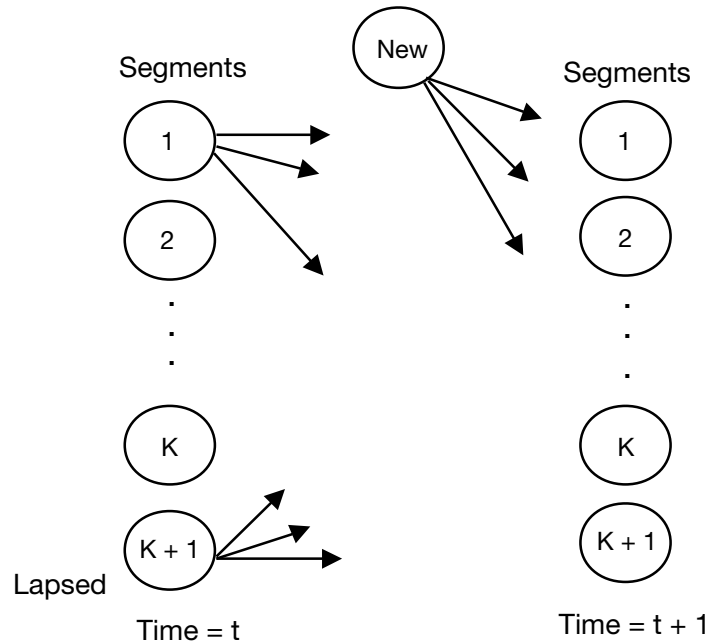 New
Segments
1
2
.
.
.
K
K + 1
Lapsed
Time = t
Segments
1
2
.
.
.
K
K + 1
Time = t + 1